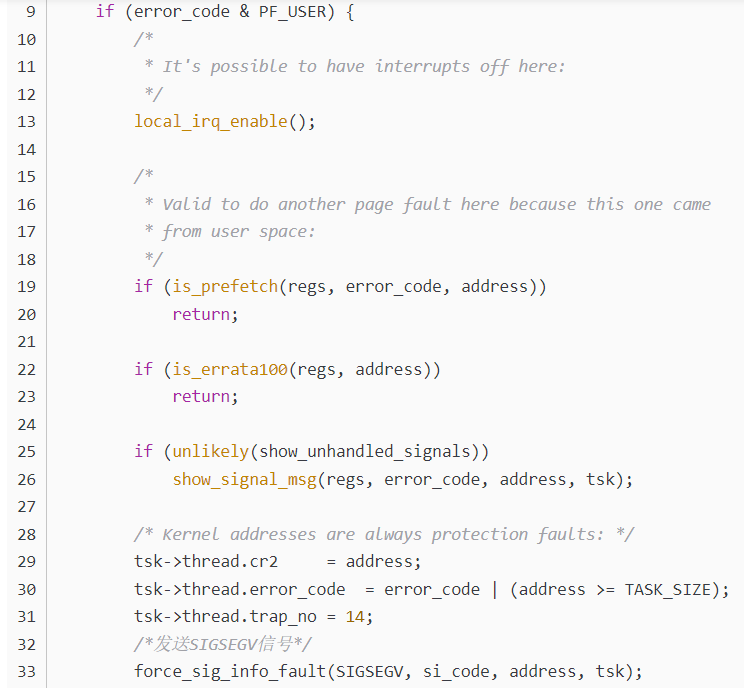 9 if (error_code & PF_USER) {
10 /*
11 * It's possible to have interrupts off here:
12 */
13 local_irq_enable();
14
15 /*
16 * Valid to do another page fault here because this one came
17 * from user space:
18 */
19 if (is_prefetch(regs, error_code, address))
20 return;
21
22 if (is_errata100(regs, address))
23 return;
24
25 if (unlikely(show_unhandled_signals))
26 show_signal_msg(regs, error_code, address, tsk);
27
28 /* Kernel addresses are always protection faults: */
29 tsk->thread.cr2 = address;
30 tsk->thread.error_code = error_code | (address >= TASK_SIZE);
31 tsk->thread.trap_no = 14;
32 /*发送SIGSEGV信号*/
33 force_sig_info_fault(SIGSEGV, si_code, address, tsk);